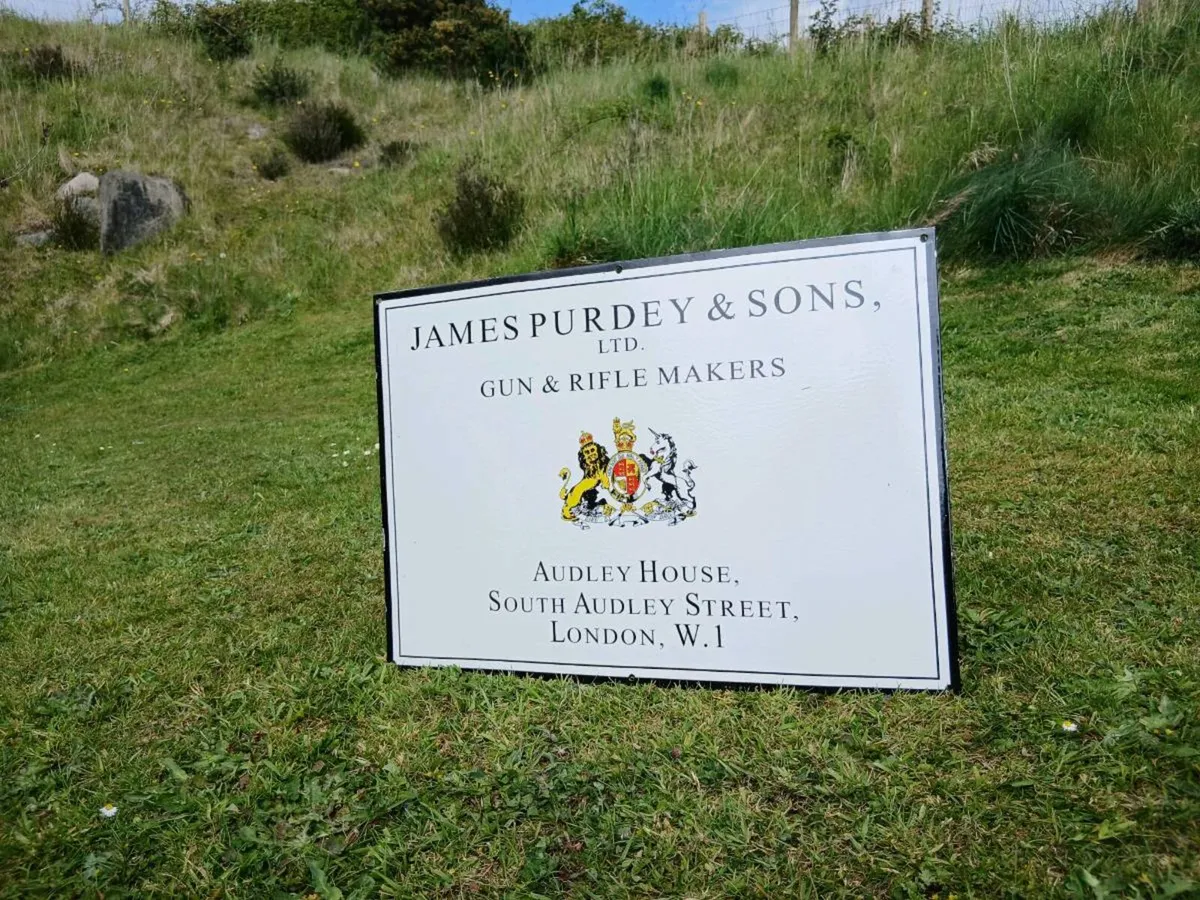 JAMES PURDEY & SONS,
LTD.
GUN & RIFLE MAKERS
AUDLEY HOUSE,
SOUTH AUDLEY STREET,
LONDON, W.1